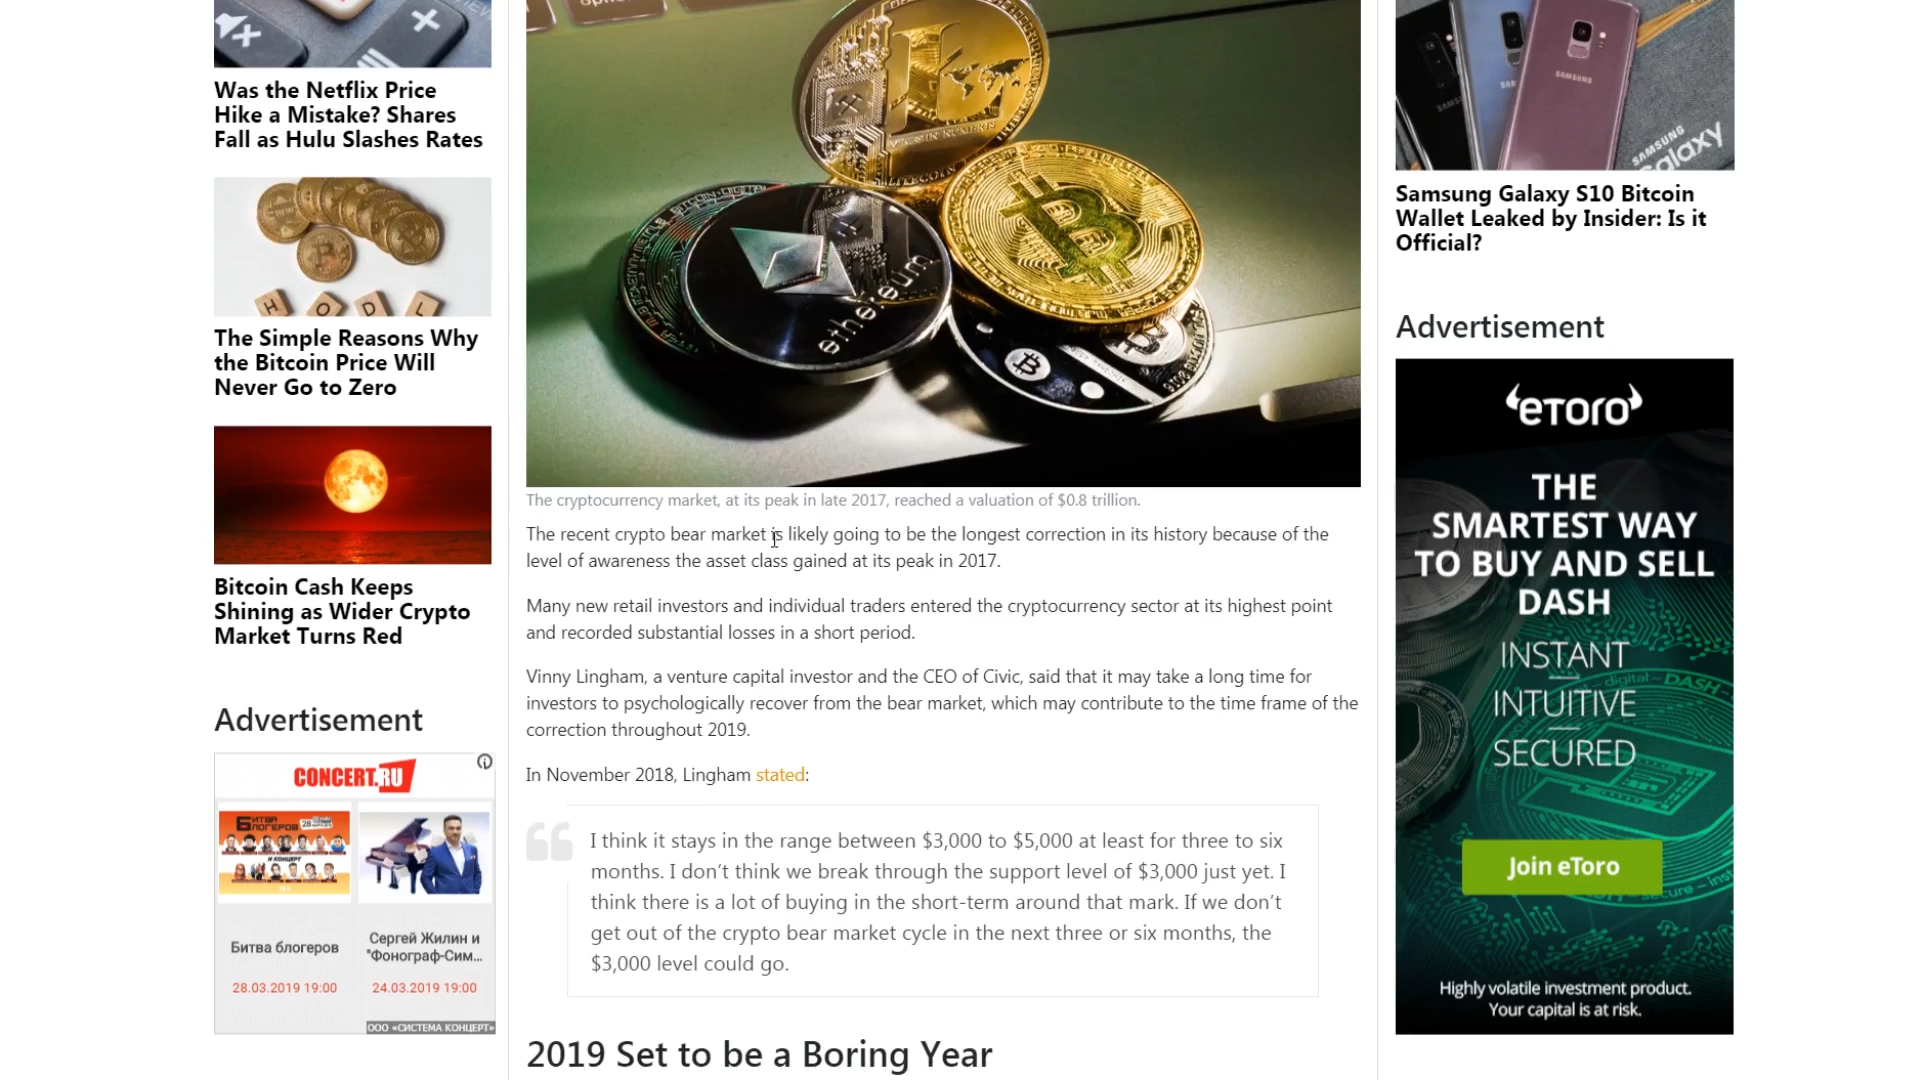 Was the Netflix Price
Hike a Mistake? Shares
Fall as Hulu Slashes Rates
H O D L
The Simple Reasons Why
the Bitcoin Price Will
Never Go to Zero
Bitcoin Cash Keeps
Shining as Wider Crypto
Market Turns Red
Advertisement
CONCERT.RU
БИТВА
БЛОГЕРОВ
Битва блогеров
28.03.2019 19:00
Сергей Жилин и
"Фонограф-Сим...
24.03.2019 19:00
ООО «СИСТЕМА КОНЦЕРТ»
option
LITECOIN
ethereum
The cryptocurrency market, at its peak in late 2017, reached a valuation of $0.8 trillion.
The recent crypto bear market is likely going to be the longest correction in its history because of the
level of awareness the asset class gained at its peak in 2017.
Many new retail investors and individual traders entered the cryptocurrency sector at its highest point
and recorded substantial losses in a short period.
Vinny Lingham, a venture capital investor and the CEO of Civic, said that it may take a long time for
investors to psychologically recover from the bear market, which may contribute to the time frame of the
correction throughout 2019.
In November 2018, Lingham stated:
I think it stays in the range between $3,000 to $5,000 at least for three to six
months. I don’t think we break through the support level of $3,000 just yet. I
think there is a lot of buying in the short-term around that mark. If we don’t
get out of the crypto bear market cycle in the next three or six months, the
$3,000 level could go.
2019 Set to be a Boring Year
SAMSUNG
SAMSUNG
Galaxy
Samsung Galaxy S10 Bitcoin
Wallet Leaked by Insider: Is it
Official?
Advertisement
eToro
THE
SMARTEST WAY
TO BUY AND SELL
DASH
INSTANT
INTUITIVE
SECURED
Join eToro
Highly volatile investment product.
Your capital is at risk.